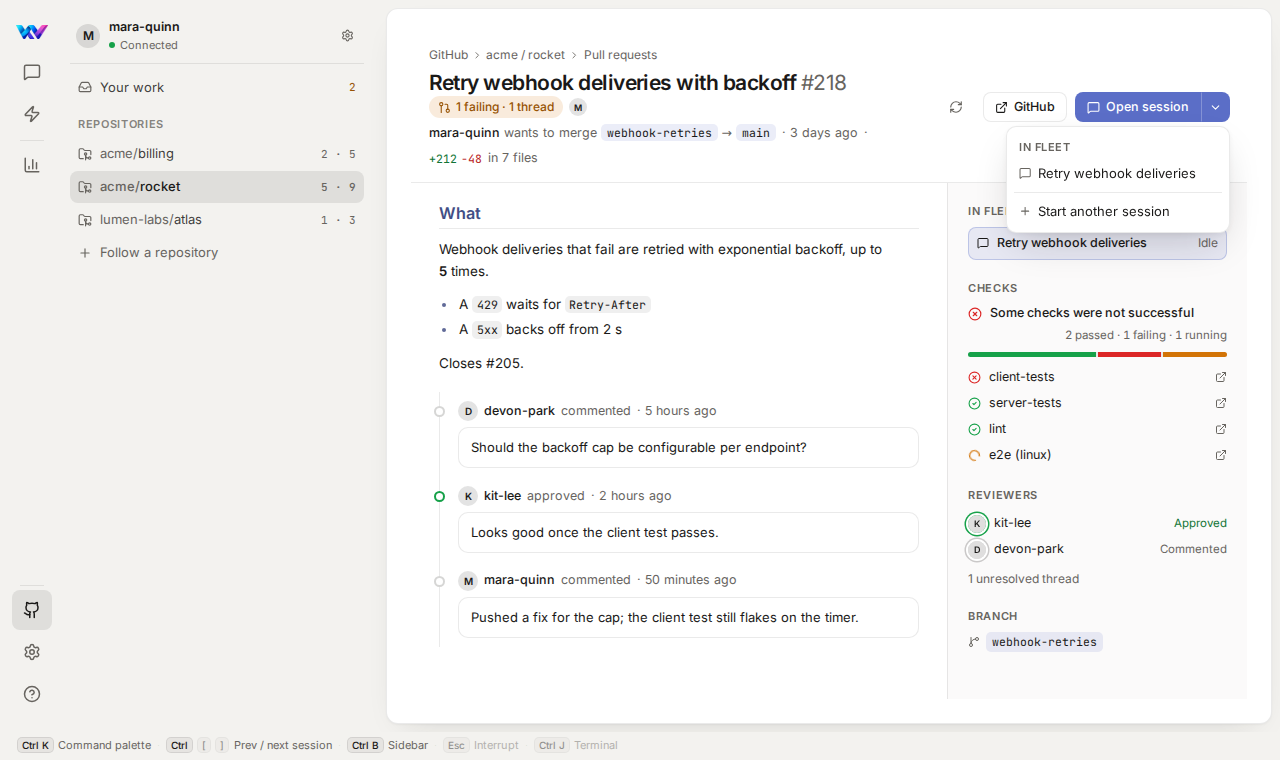 M
mara-quinn
Connected
Your work 2
REPOSITORIES
acme/billing 2 · 5
acme/rocket 5 · 9
lumen-labs/atlas 1 · 3
Follow a repository
GitHub › acme / rocket › Pull requests
Retry webhook deliveries with backoff #218
1 failing · 1 thread M
mara-quinn wants to merge webhook-retries → main · 3 days ago ·
+212 -48 in 7 files
GitHub
Open session
IN FLEET
Retry webhook deliveries
Start another session
What
Webhook deliveries that fail are retried with exponential backoff, up to
5 times.
• A 429 waits for Retry-After
• A 5xx backs off from 2 s
Closes #205.
D devon-park commented · 5 hours ago
Should the backoff cap be configurable per endpoint?
K kit-lee approved · 2 hours ago
Looks good once the client test passes.
M mara-quinn commented · 50 minutes ago
Pushed a fix for the cap; the client test still flakes on the timer.
Retry webhook deliveries Idle
CHECKS
Some checks were not successful
2 passed · 1 failing · 1 running
client-tests
server-tests
lint
e2e (linux)
REVIEWERS
K kit-lee Approved
D devon-park Commented
1 unresolved thread
BRANCH
webhook-retries
Ctrl K Command palette Ctrl [ ] Prev / next session Ctrl B Sidebar Esc Interrupt Ctrl J Terminal